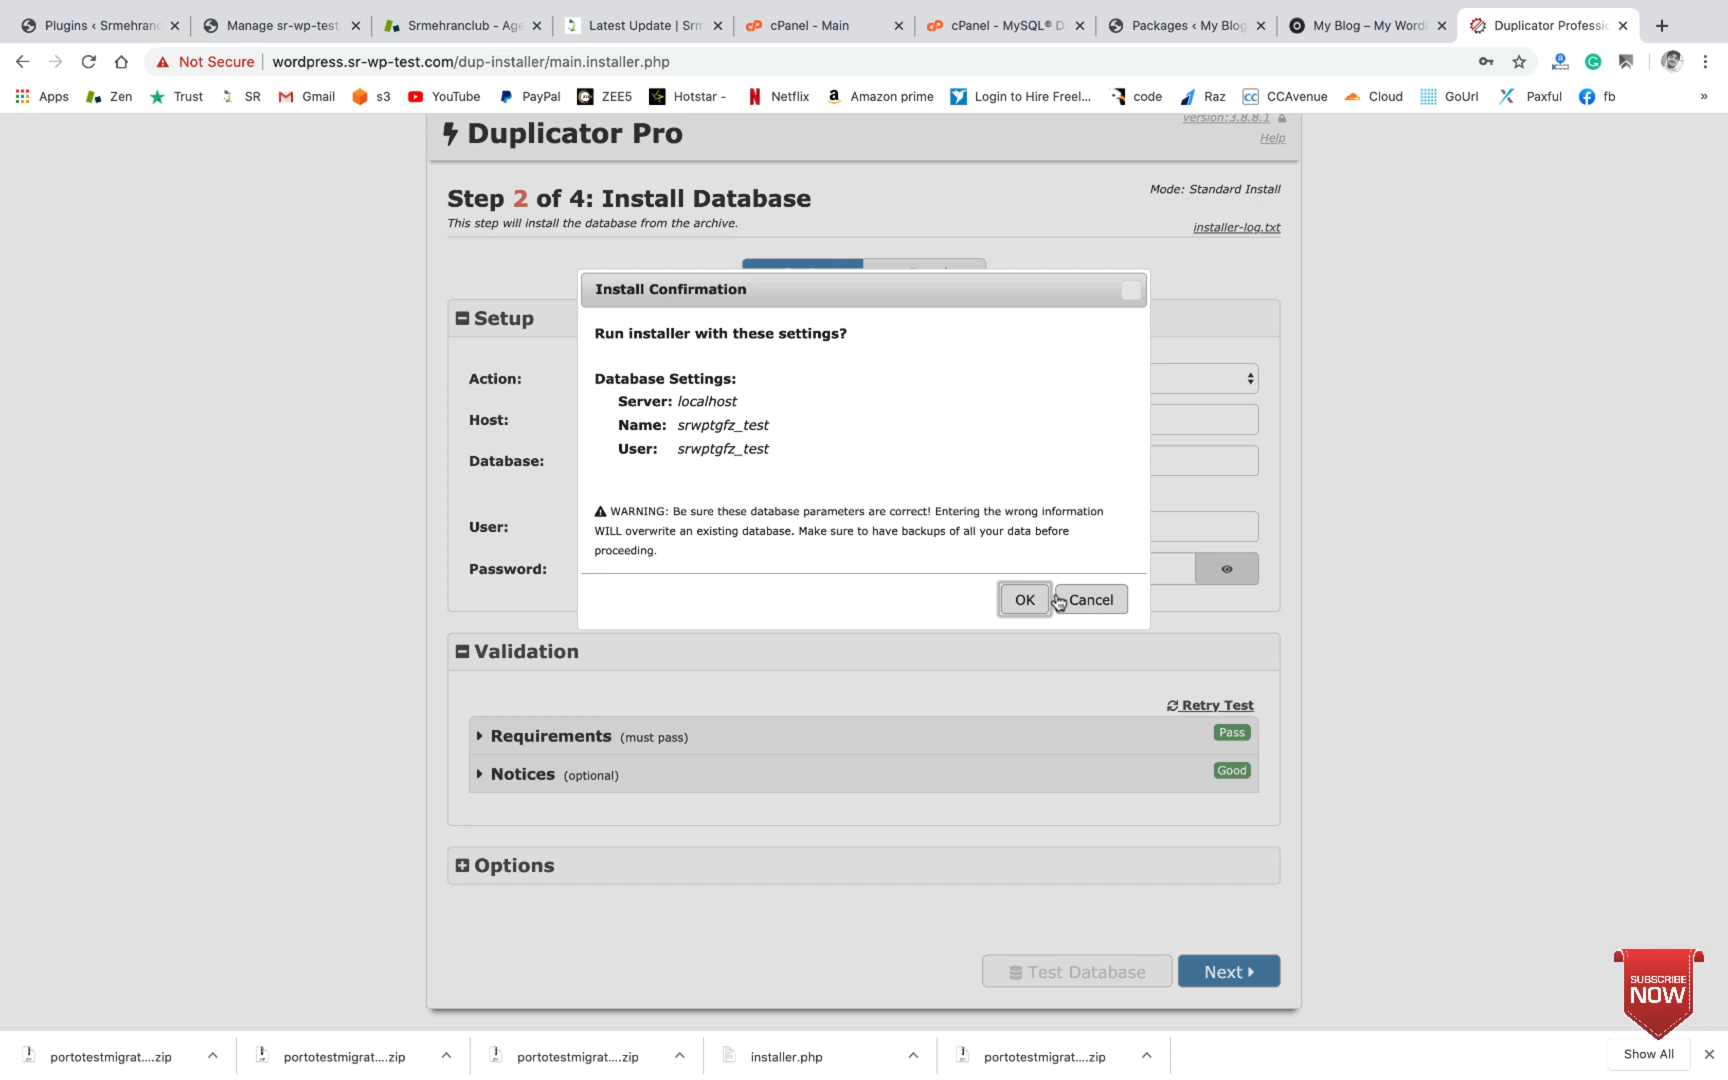 Plugins ‹ Srmehranc
Manage sr-wp-test.
Srmehranclub - Age
Latest Update | Srm
cPanel - Main
cPanel - MySQL® D
Packages ‹ My Blog
My Blog – My Word
Duplicator Professio
Not Secure | wordpress.sr-wp-test.com/dup-installer/main.installer.php
Apps Zen Trust SR Gmail s3 YouTube PayPal ZEE5 Hotstar - Netflix Amazon prime Login to Hire Freel... code Raz CCAvenue Cloud GoUrl Paxful fb »
Duplicator Pro
version:3.8.8.1
Help
Step 2 of 4: Install Database
Mode: Standard Install
This step will install the database from the archive.
installer-log.txt
Install Confirmation
Setup
Run installer with these settings?
Action:
Database Settings:
Server: localhost
Host:
Name: srwptgfz_test
User: srwptgfz_test
Database:
WARNING: Be sure these database parameters are correct! Entering the wrong information
WILL overwrite an existing database. Make sure to have backups of all your data before
proceeding.
User:
Password:
OK
Cancel
Validation
Retry Test
Requirements (must pass)
Pass
Notices (optional)
Good
Options
Test Database
Next
SUBSCRIBE
NOW
portotestmigrat....zip
portotestmigrat....zip
portotestmigrat....zip
installer.php
portotestmigrat....zip
Show All